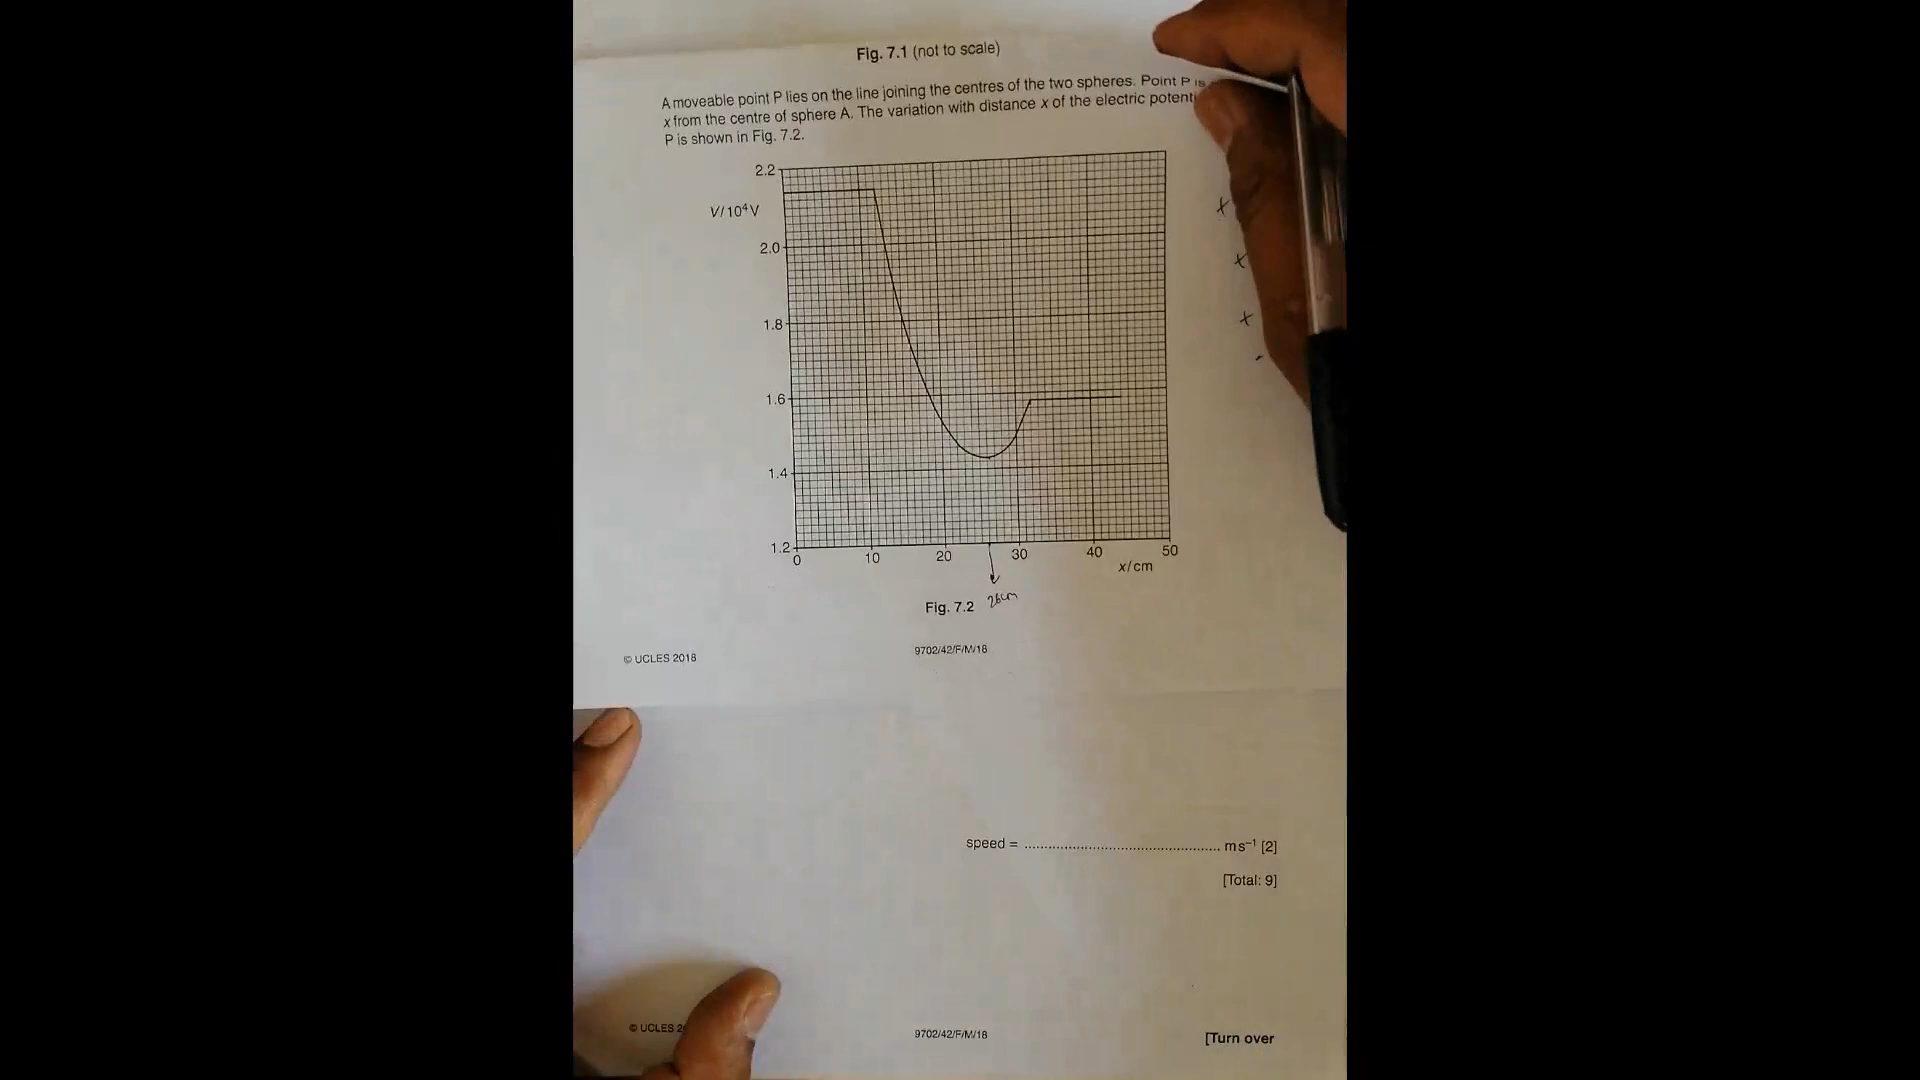 Fig. 7.1 (not to scale)
A moveable point P lies on the line joining the centres of the two spheres. Point P is
x from the centre of sphere A. The variation with distance x of the electric
P is shown in Fig. 7.2.
2.2
V/10⁴V
2.0
1.8
1.6
1.4
1.2
0 10 20 30 40 50
x/cm
Fig. 7.2
26cm
© UCLES 2018
9702/42/F/M/18
speed = ................................................ m s⁻¹ [2]
[Total: 9]
© UCLES
9702/42/F/M/18
[Turn over